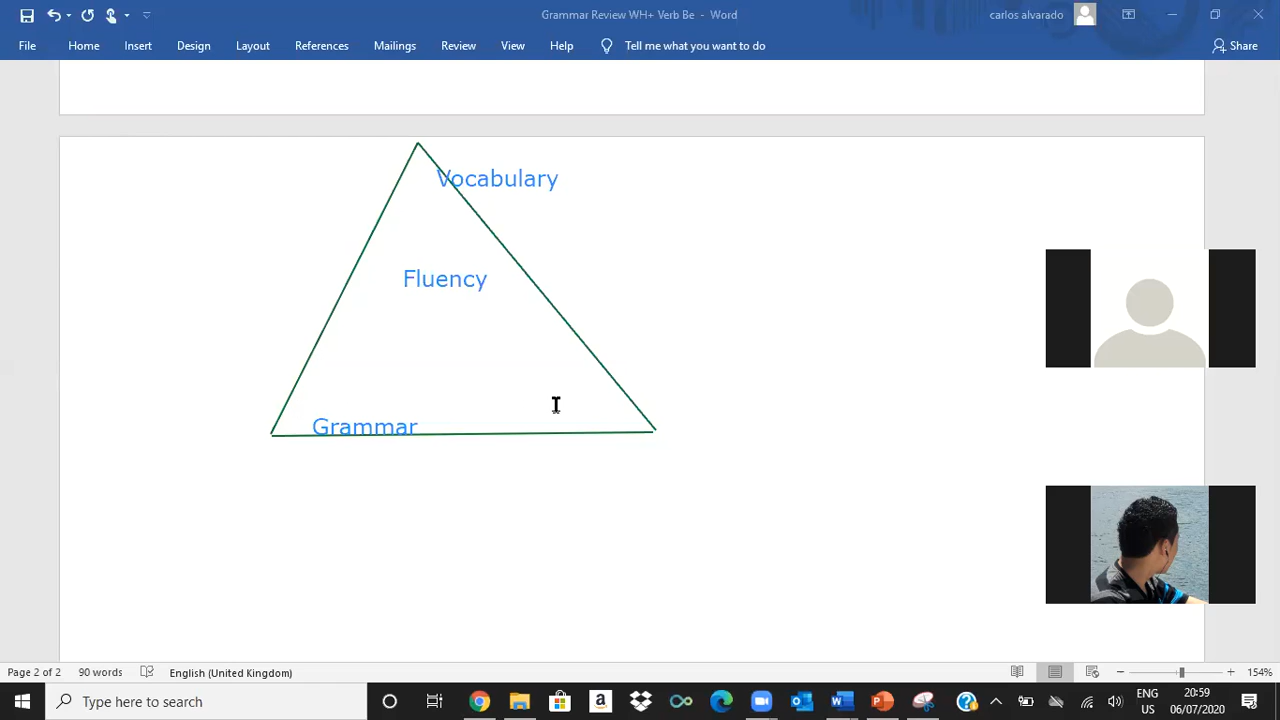 Grammar Review WH+ Verb Be - Word
carlos alvarado
File Home Insert Design Layout References Mailings Review View Help Tell me what you want to do Share
Vocabulary
Fluency
Grammar
Page 2 of 2 90 words English (United Kingdom) 154%
Type here to search
ENG 20:59
US 06/07/2020